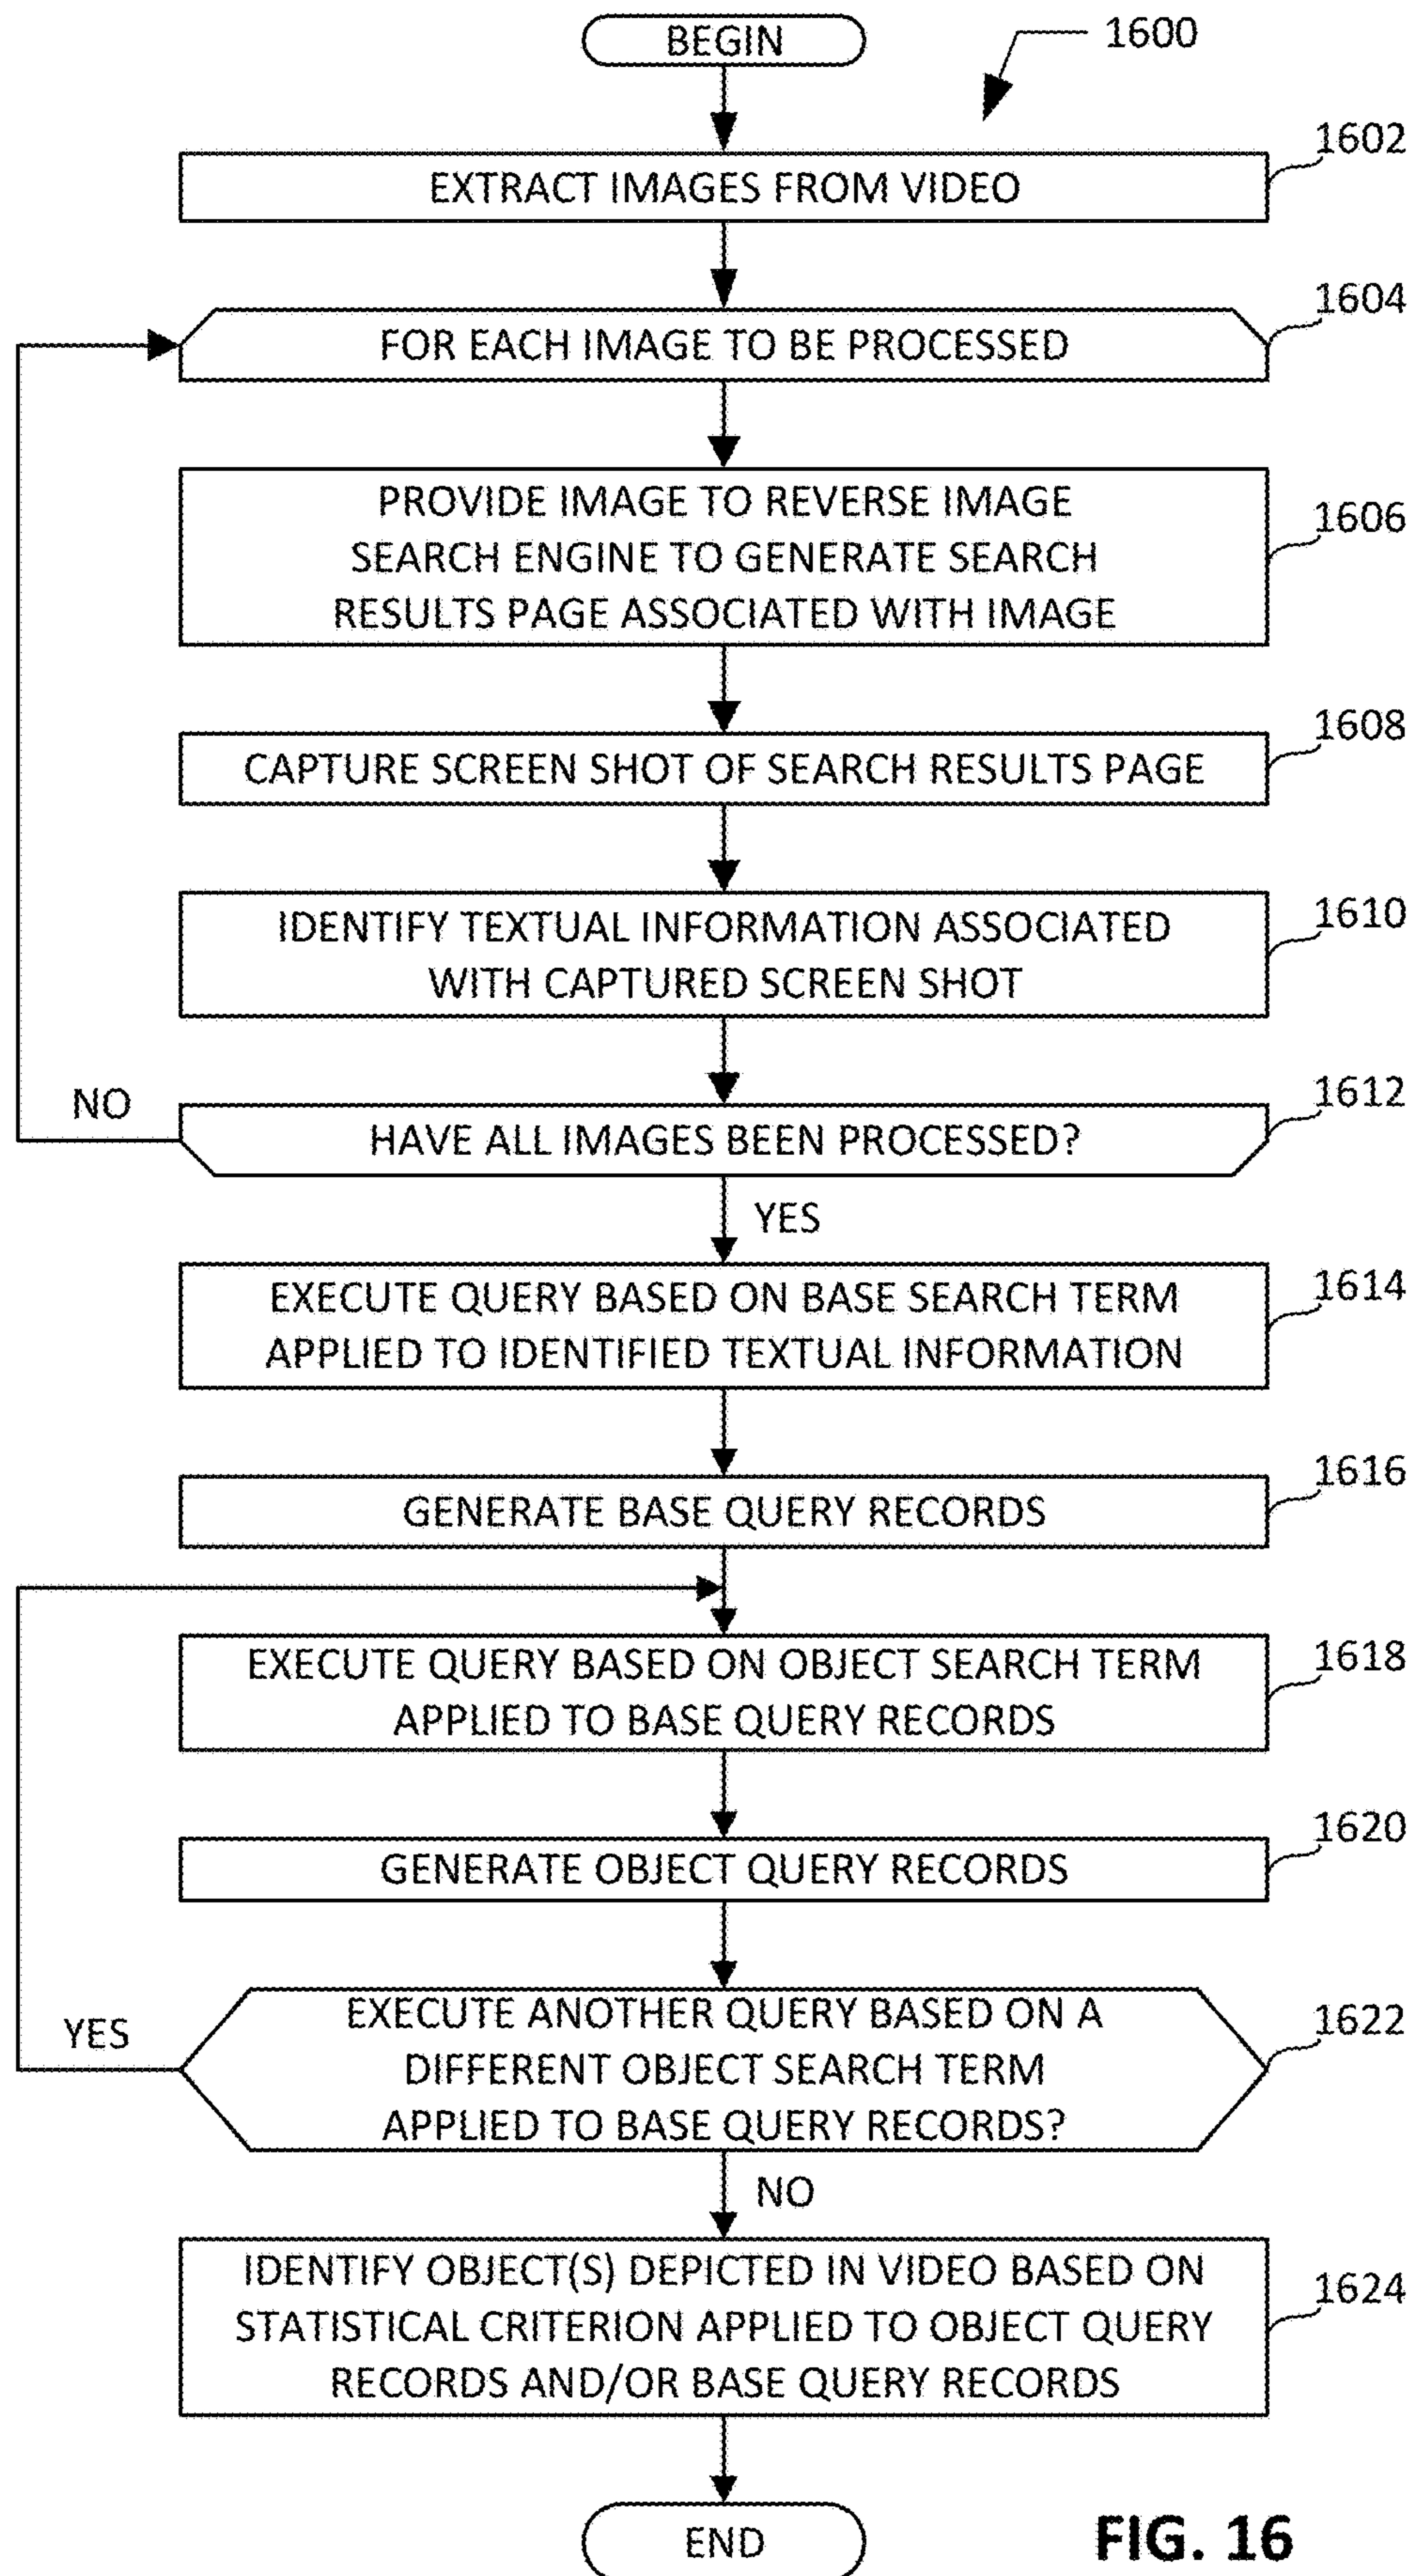 BEGIN
1600
1602
EXTRACT IMAGES FROM VIDEO
1604
FOR EACH IMAGE TO BE PROCESSED
PROVIDE IMAGE TO REVERSE IMAGE
SEARCH ENGINE TO GENERATE SEARCH
RESULTS PAGE ASSOCIATED WITH IMAGE
1606
1608
CAPTURE SCREEN SHOT OF SEARCH RESULTS PAGE
IDENTIFY TEXTUAL INFORMATION ASSOCIATED
WITH CAPTURED SCREEN SHOT
1610
NO
1612
HAVE ALL IMAGES BEEN PROCESSED?
YES
EXECUTE QUERY BASED ON BASE SEARCH TERM
APPLIED TO IDENTIFIED TEXTUAL INFORMATION
1614
1616
GENERATE BASE QUERY RECORDS
EXECUTE QUERY BASED ON OBJECT SEARCH TERM
APPLIED TO BASE QUERY RECORDS
1618
1620
GENERATE OBJECT QUERY RECORDS
YES
EXECUTE ANOTHER QUERY BASED ON A
DIFFERENT OBJECT SEARCH TERM
APPLIED TO BASE QUERY RECORDS?
1622
NO
IDENTIFY OBJECT(S) DEPICTED IN VIDEO BASED ON
STATISTICAL CRITERION APPLIED TO OBJECT QUERY
RECORDS AND/OR BASE QUERY RECORDS
1624
END
FIG. 16